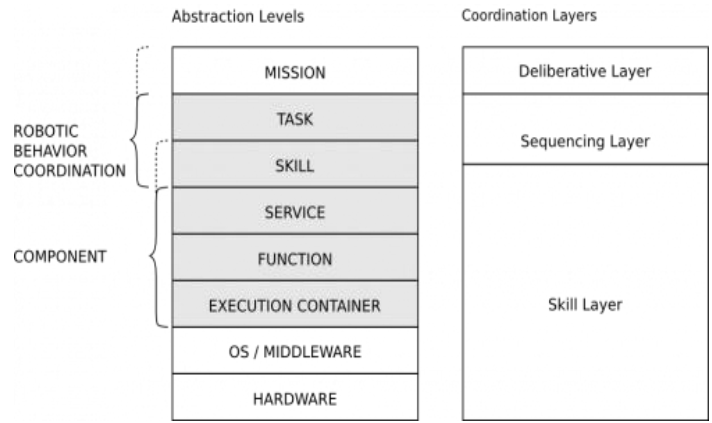 Abstraction Levels
Coordination Layers
MISSION
TASK
SKILL
SERVICE
FUNCTION
EXECUTION CONTAINER
OS / MIDDLEWARE
HARDWARE
ROBOTIC
BEHAVIOR
COORDINATION
COMPONENT
Deliberative Layer
Sequencing Layer
Skill Layer